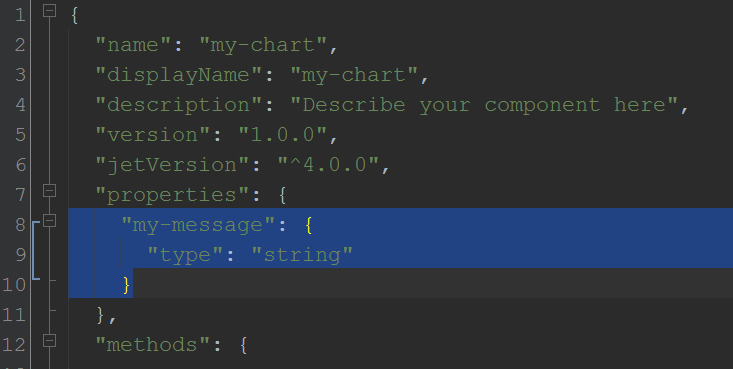 1 {
2 "name": "my-chart",
3 "displayName": "my-chart",
4 "description": "Describe your component here",
5 "version": "1.0.0",
6 "jetVersion": "^4.0.0",
7 "properties": {
8 "my-message": {
9 "type": "string"
10 }
11 },
12 "methods": {